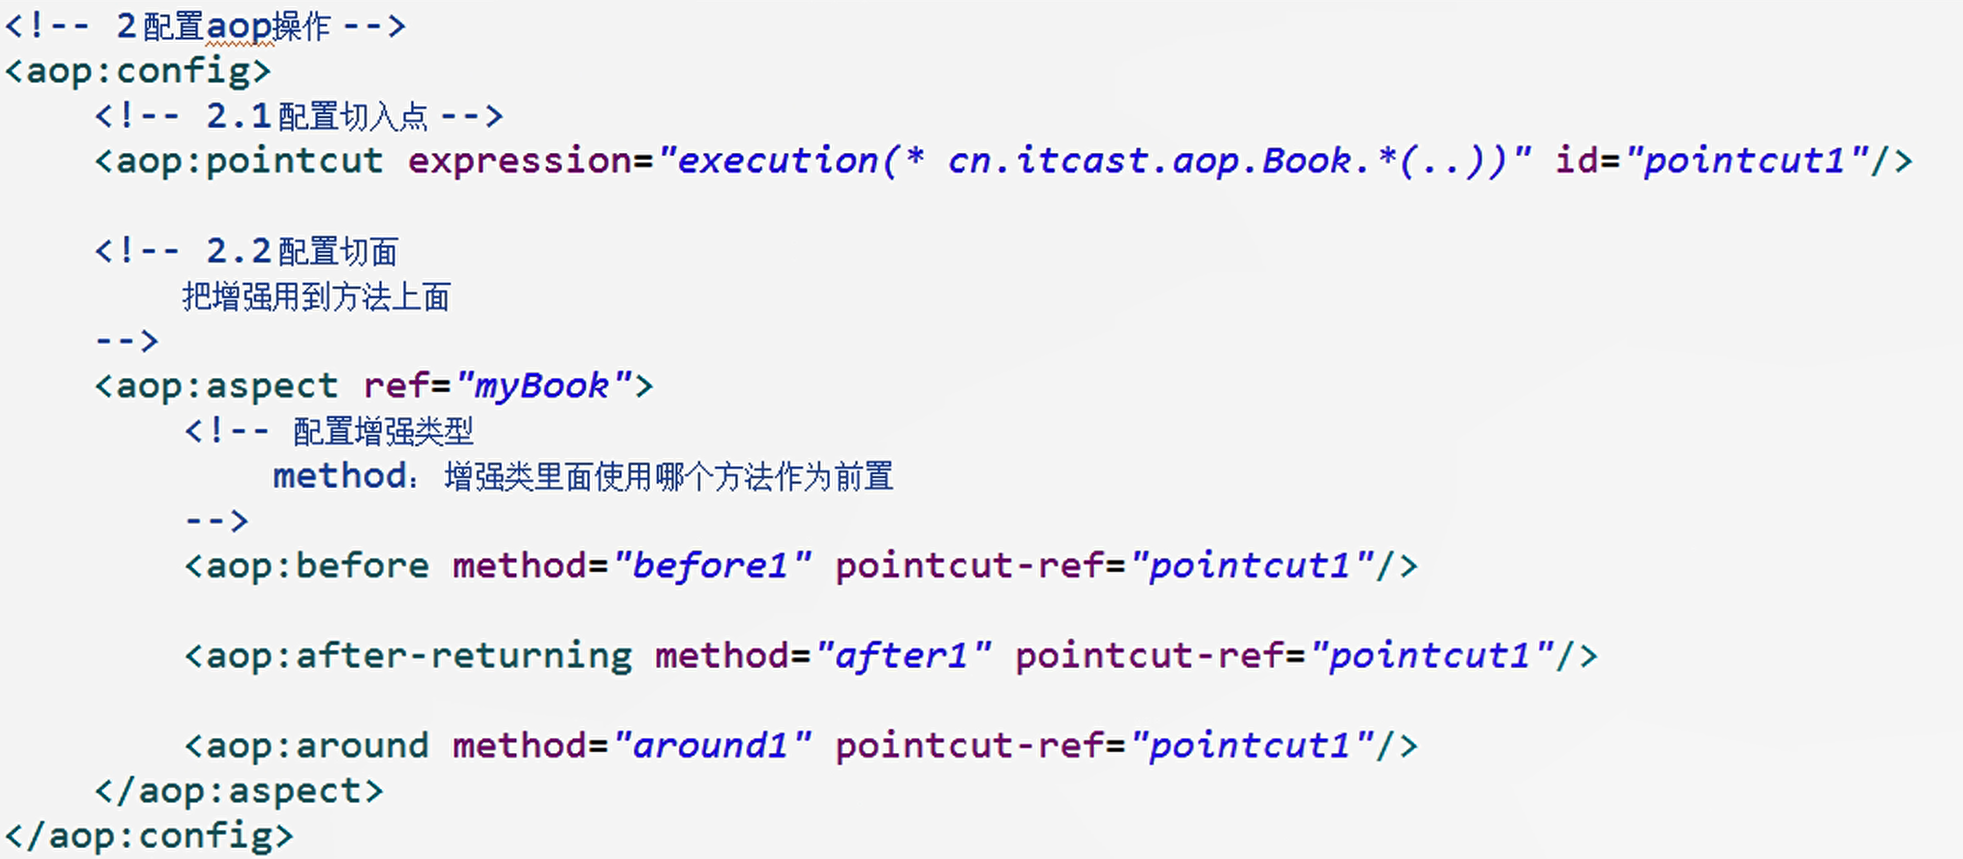 <!-- 2配置aop操作 -->
<aop:config>
<!-- 2.1配置切入点 -->
<aop:pointcut expression="execution(* cn.itcast.aop.Book.*(..))" id="pointcut1"/>
<!-- 2.2配置切面
把增强用到方法上面
-->
<aop:aspect ref="myBook">
<!-- 配置增强类型
method: 增强类里面使用哪个方法作为前置
-->
<aop:before method="before1" pointcut-ref="pointcut1"/>
<aop:after-returning method="after1" pointcut-ref="pointcut1"/>
<aop:around method="around1" pointcut-ref="pointcut1"/>
</aop:aspect>
</aop:config>